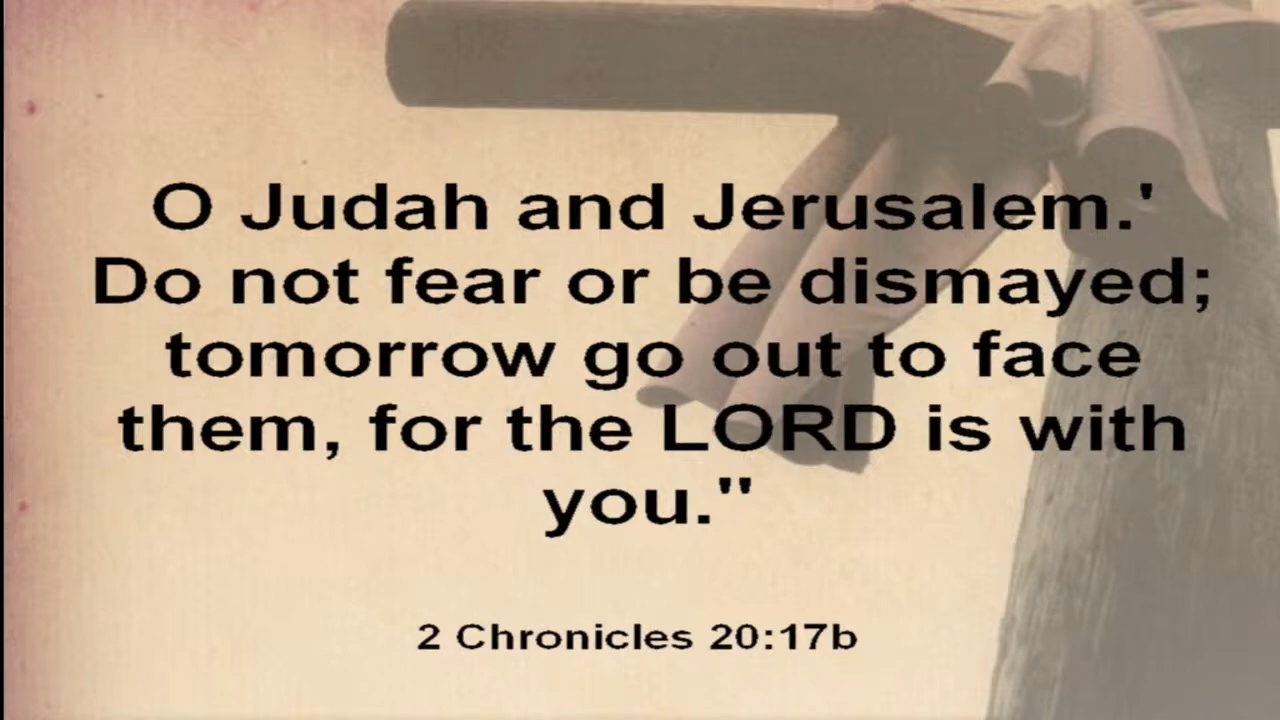 O Judah and Jerusalem.'
Do not fear or be dismayed;
tomorrow go out to face
them, for the LORD is with
you."
2 Chronicles 20:17b